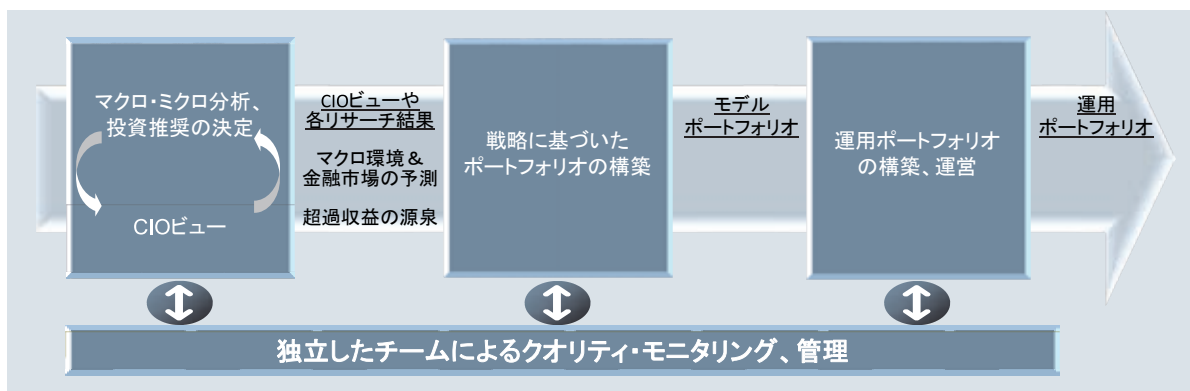 マクロ・ミクロ分析、
投資推奨の決定
CIOビュー
CIOビューや
各リサーチ結果
マクロ環境＆
金融市場の予測
超過収益の源泉
戦略に基づいた
ポートフォリオの構築
モデル
ポートフォリオ
運用ポートフォリオ
の構築、運営
運用
ポートフォリオ
独立したチームによるクオリティ・モニタリング、管理